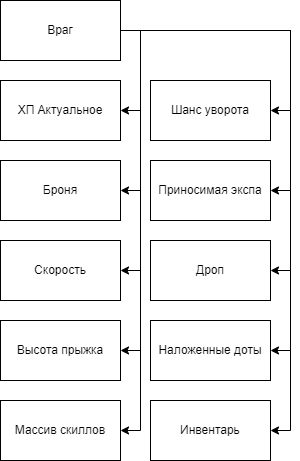 Враг
ХП Актуальное
Шанс уворота
Броня
Приносимая экспа
Скорость
Дроп
Высота прыжка
Наложенные доты
Массив скиллов
Инвентарь